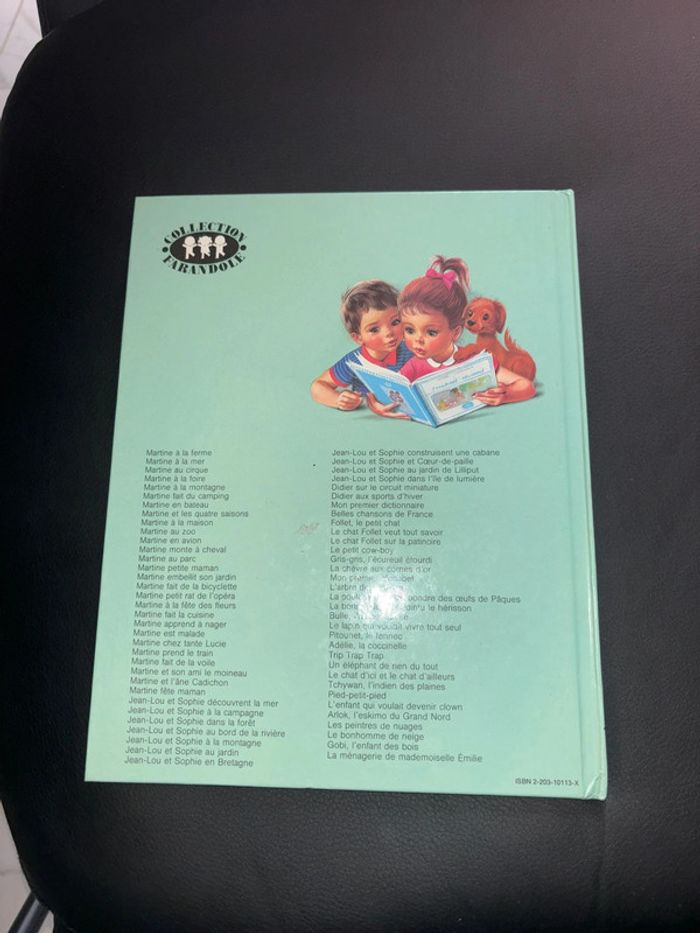 COLLECTION
FARANDOLE
Martine à la ferme
Martine à la mer
Martine au cirque
Martine à la foire
Martine à la montagne
Martine fait du camping
Martine en bateau
Martine et les quatre saisons
Martine à la maison
Martine au zoo
Martine en avion
Martine monte à cheval
Martine au parc
Martine petite maman
Martine embellit son jardin
Martine fait de la bicyclette
Martine petit rat de l'opéra
Martine à la fête des fleurs
Martine fait la cuisine
Martine apprend à nager
Martine est malade
Martine chez tante Lucie
Martine prend le train
Martine fait de la voile
Martine et son ami le moineau
Martine et l'âne Cadichon
Martine fête maman
Jean-Lou et Sophie découvrent la mer
Jean-Lou et Sophie à la campagne
Jean-Lou et Sophie dans la forêt
Jean-Lou et Sophie au bord de la rivière
Jean-Lou et Sophie à la montagne
Jean-Lou et Sophie au jardin
Jean-Lou et Sophie en Bretagne
Jean-Lou et Sophie construisent une cabane
Jean-Lou et Sophie et Cœur-de-paille
Jean-Lou et Sophie au jardin de Lilliput
Jean-Lou et Sophie dans l'île de lumière
Didier sur le circuit miniature
Didier aux sports d'hiver
Mon premier dictionnaire
Belles chansons de France
Follet, le petit chat
Le chat Follet veut tout savoir
Le chat Follet sur la patinoire
Le petit cow-boy
Gris-gris, l'écureuil étourdi
La chèvre aux cornes d'or
Mon premier alphabet
L'arbre
La poule pondre des œufs de Pâques
La le hérisson
Bulle,
Le lapin qui voulait vivre tout seul
Pitounet, le fennec
Adélie, la coccinelle
Trip Trap Trap
Un éléphant de rien du tout
Le chat d'ici et le chat d'ailleurs
Tchywan, l'indien des plaines
Pied-petit-pied
L'enfant qui voulait devenir clown
Arlok, l'eskimo du Grand Nord
Les peintres de nuages
Le bonhomme de neige
Gobi, l'enfant des bois
La ménagerie de mademoiselle Émilie
ISBN 2-203-10113-X